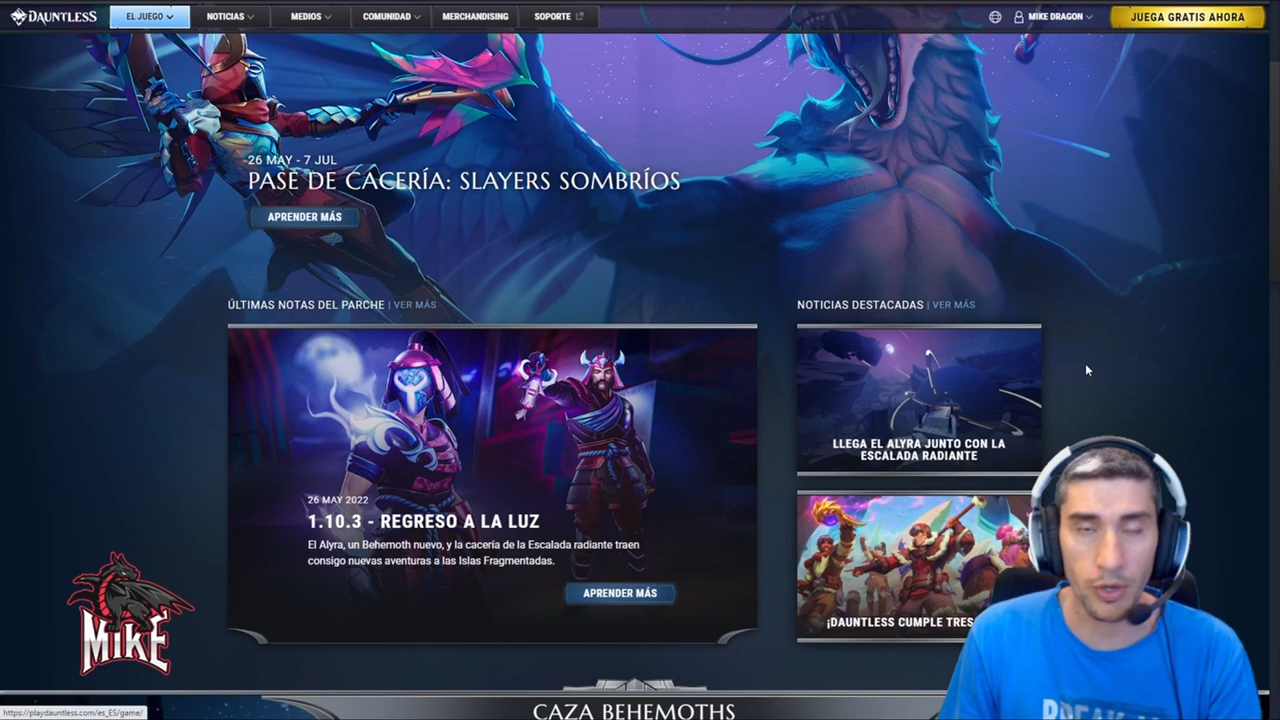 DAUNTLESS
EL JUEGO
NOTICIAS
MEDIOS
COMUNIDAD
MERCHANDISING
SOPORTE
MIKE DRAGON
JUEGA GRATIS AHORA
26 MAY - 7 JUL
PASE DE CACERÍA: SLAYERS SOMBRÍOS
APRENDER MÁS
ÚLTIMAS NOTAS DEL PARCHE | VER MÁS
26 MAY 2022
1.10.3 - REGRESO A LA LUZ
El Alyra, un Behemoth nuevo, y la cacería de la Escalada radiante traen
consigo nuevas aventuras a las Islas Fragmentadas.
APRENDER MÁS
NOTICIAS DESTACADAS | VER MÁS
LLEGA EL ALYRA JUNTO CON LA
ESCALADA RADIANTE
¡DAUNTLESS CUMPLE TRES
MIKE
CAZA BEHEMOTHS
https://playdauntless.com/es_ES/game/